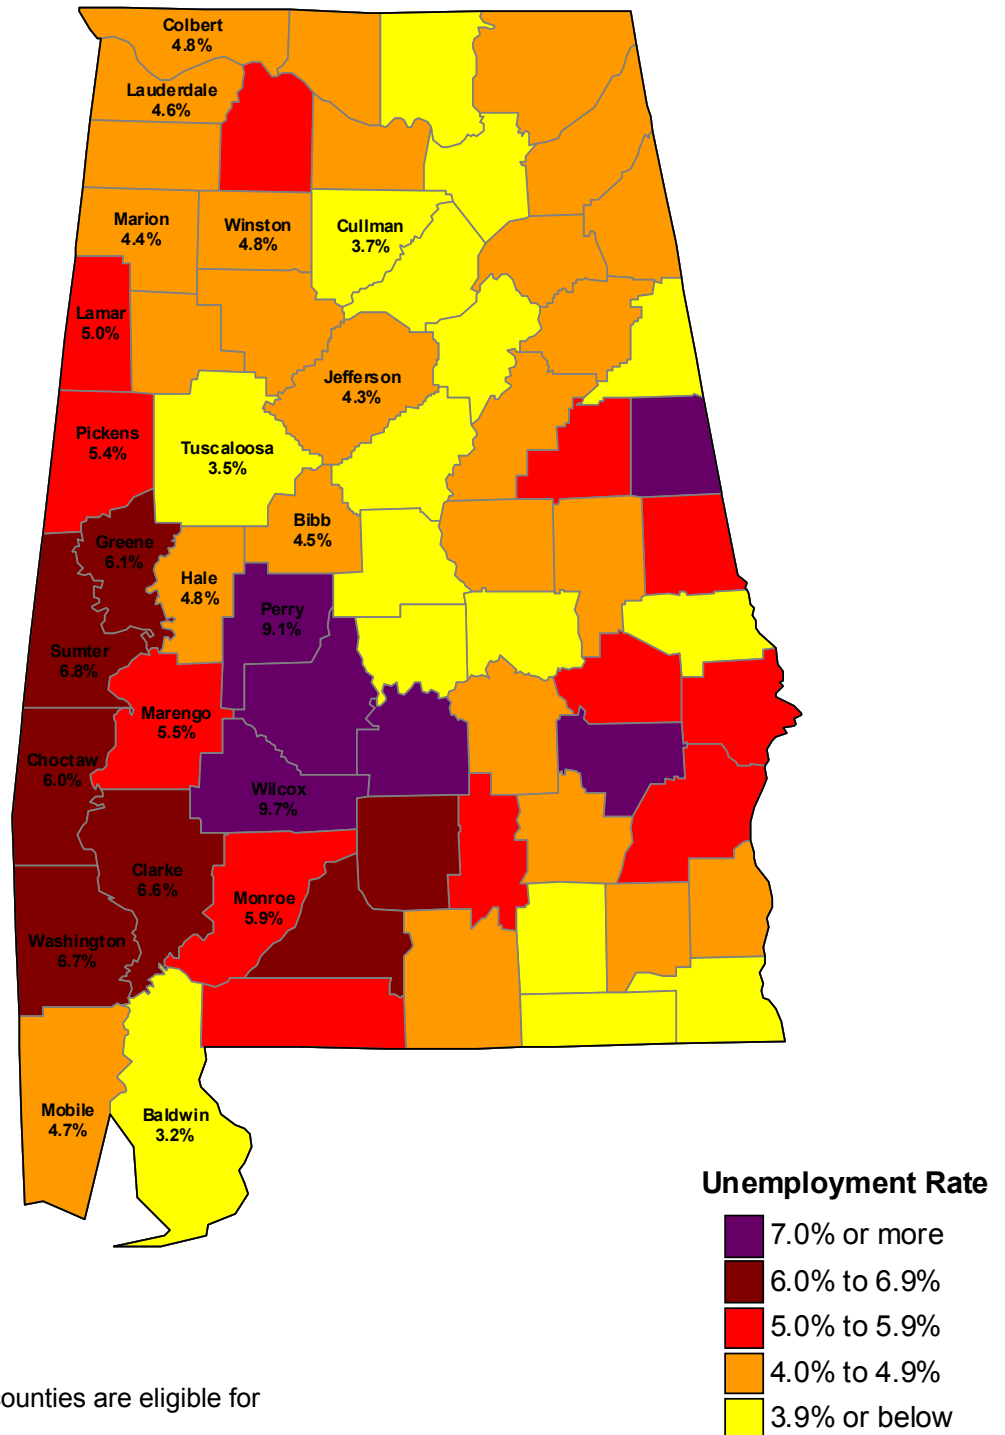 Colbert
4.8%
Lauderdale
4.6%
Marion
4.4%
Winston
4.8%
Cullman
3.7%
Lamar
5.0%
Jefferson
4.3%
Pickens
5.4%
Tuscaloosa
3.5%
Bibb
4.5%
Greene
6.1%
Hale
4.8%
Perry
9.1%
Sumter
6.8%
Marengo
5.5%
Choctaw
6.0%
Wilcox
9.7%
Clarke
6.6%
Monroe
5.9%
Washington
6.7%
Mobile
4.7%
Baldwin
3.2%
Unemployment Rate
7.0% or more
6.0% to 6.9%
5.0% to 5.9%
4.0% to 4.9%
3.9% or below
counties are eligible for